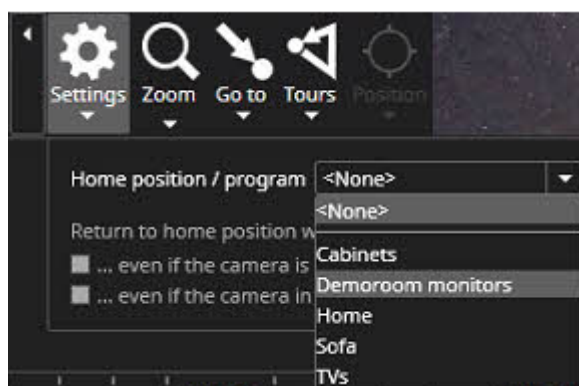 Settings Zoom Go to Tours Position
Home position / program <None>
<None>
Return to home position w
Cabinets
... even if the camera is
Demoroom monitors
... even if the camera in
Home
Sofa
TVs